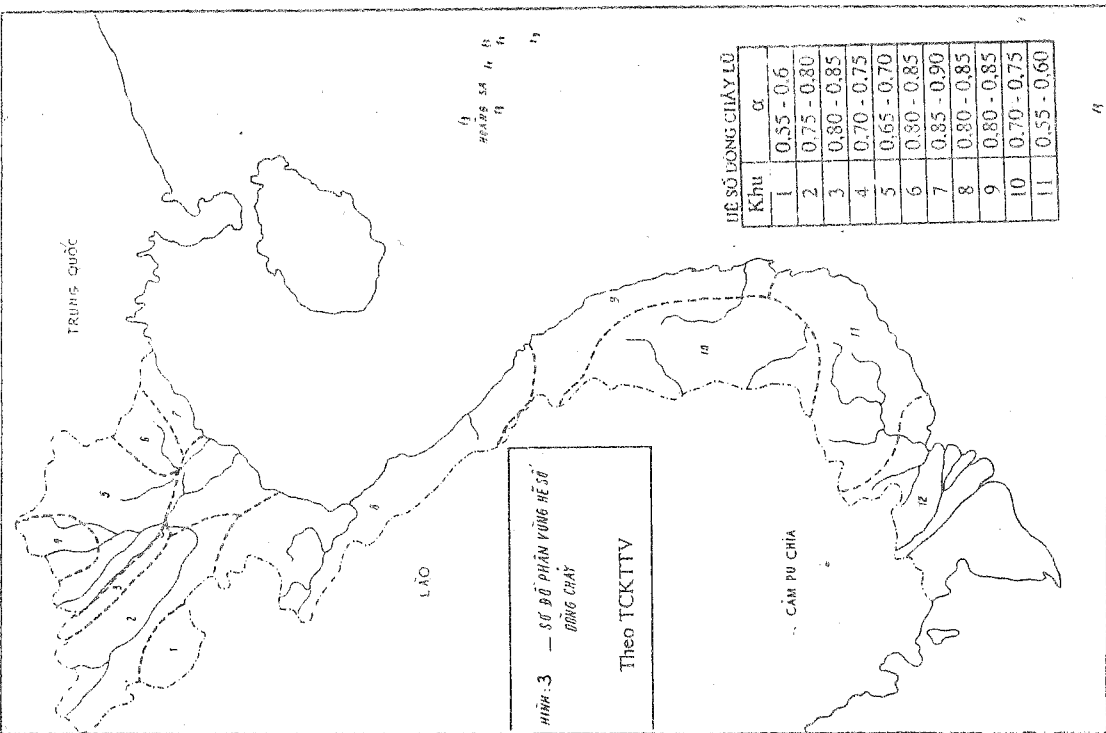 TRUNG QUỐC
LÀO
CĂM PU CHIA
HOÀNG SA
1
2
3
4
5
6
7
8
9
10
11
12
HÌNH:3 — SƠ ĐỒ PHÂN VÙNG HỆ SỐ
DÒNG CHẢY
Theo TCKTTV
HỆ SỐ DÒNG CHẢY LŨ
Khu α
1 0.55 - 0.6
2 0.75 - 0.80
3 0.80 - 0.85
4 0.70 - 0.75
5 0.65 - 0.70
6 0.80 - 0.85
7 0.85 - 0.90
8 0.80 - 0.85
9 0.80 - 0.85
10 0.70 - 0.75
11 0.55 - 0.60